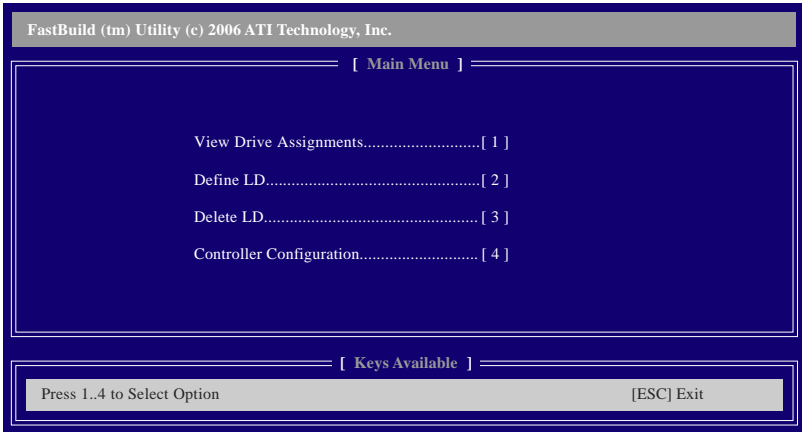 FastBuild (tm) Utility (c) 2006 ATI Technology, Inc.
[ Main Menu ]
View Drive Assignments...........................[ 1 ]
Define LD..................................................[ 2 ]
Delete LD.................................................. [ 3 ]
Controller Configuration............................ [ 4 ]
[ Keys Available ]
Press 1..4 to Select Option [ESC] Exit